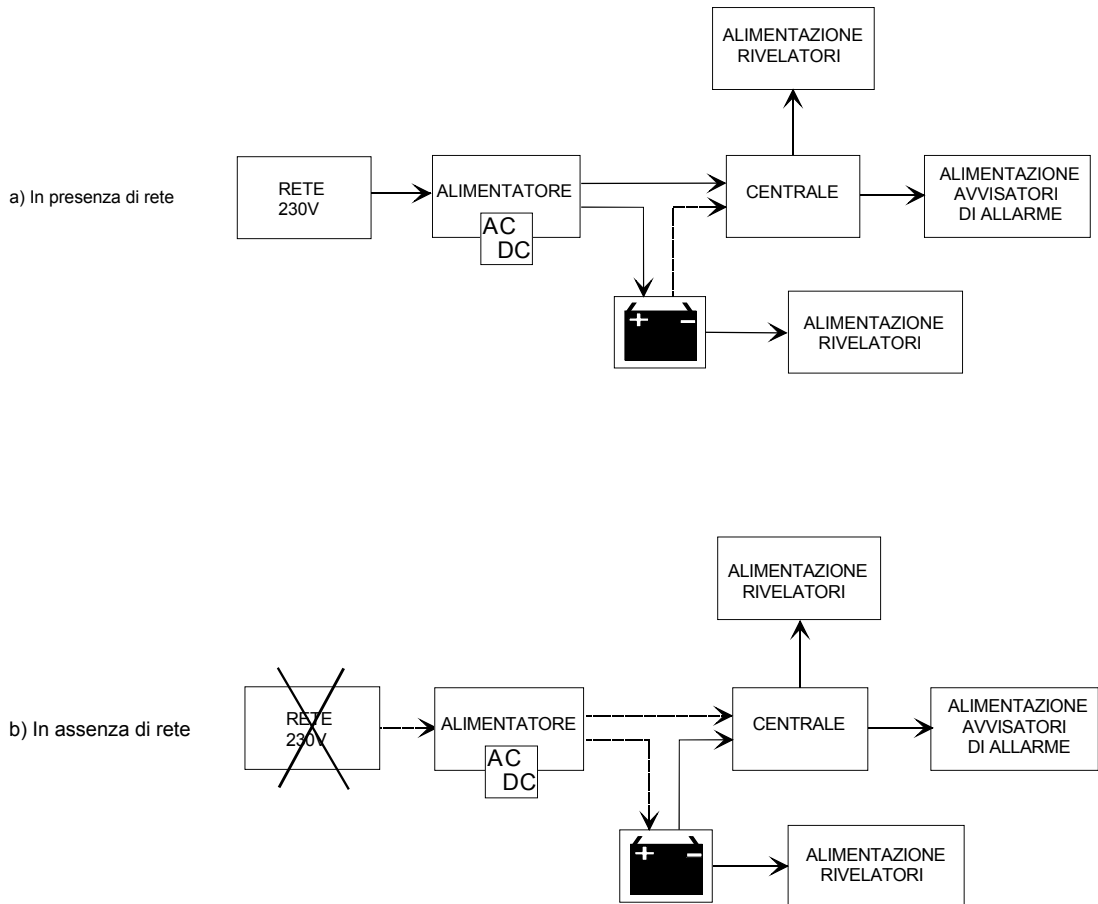 ALIMENTAZIONE
RIVELATORI
a) In presenza di rete
RETE
230V
ALIMENTATORE
AC
DC
CENTRALE
ALIMENTAZIONE
AVVISATORI
DI ALLARME
+ −
ALIMENTAZIONE
RIVELATORI
ALIMENTAZIONE
RIVELATORI
b) In assenza di rete
RETE
230V
ALIMENTATORE
AC
DC
CENTRALE
ALIMENTAZIONE
AVVISATORI
DI ALLARME
+ −
ALIMENTAZIONE
RIVELATORI